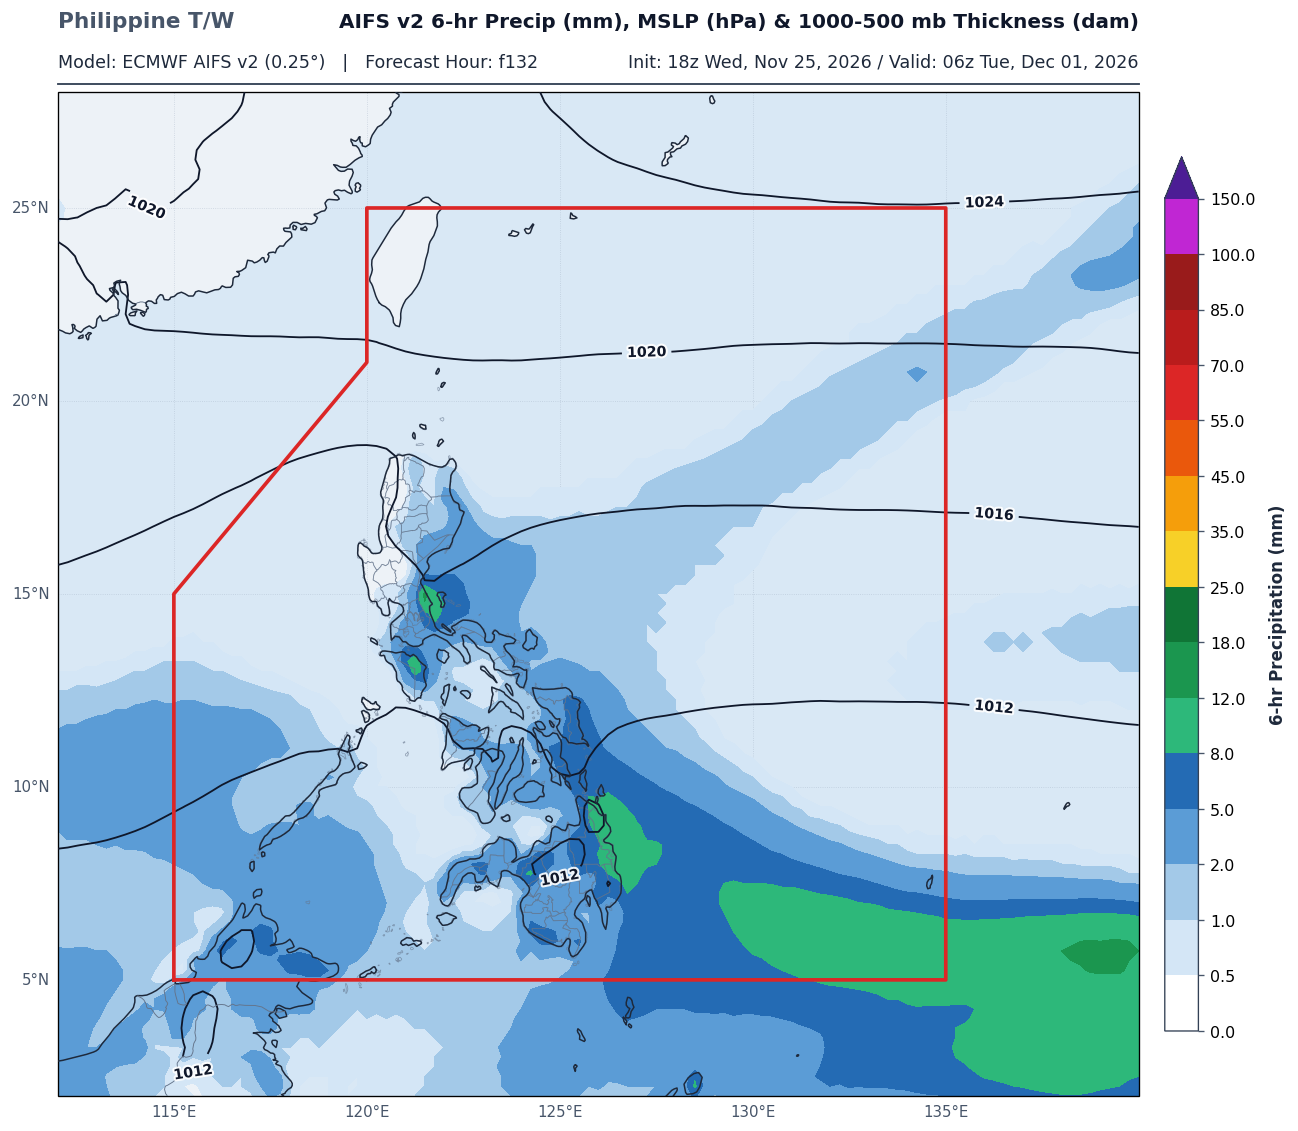 Philippine T/W
AIFS v2 6-hr Precip (mm), MSLP (hPa) & 1000-500 mb Thickness (dam)
Model: ECMWF AIFS v2 (0.25°) | Forecast Hour: f132
Init: 18z Wed, Nov 25, 2026 / Valid: 06z Tue, Dec 01, 2026
25°N
20°N
15°N
10°N
5°N
115°E
120°E
125°E
130°E
135°E
1020
1024
1020
1016
1012
1012
1012
150.0
100.0
85.0
70.0
55.0
45.0
35.0
25.0
18.0
12.0
8.0
5.0
2.0
1.0
0.5
0.0
6-hr Precipitation (mm)